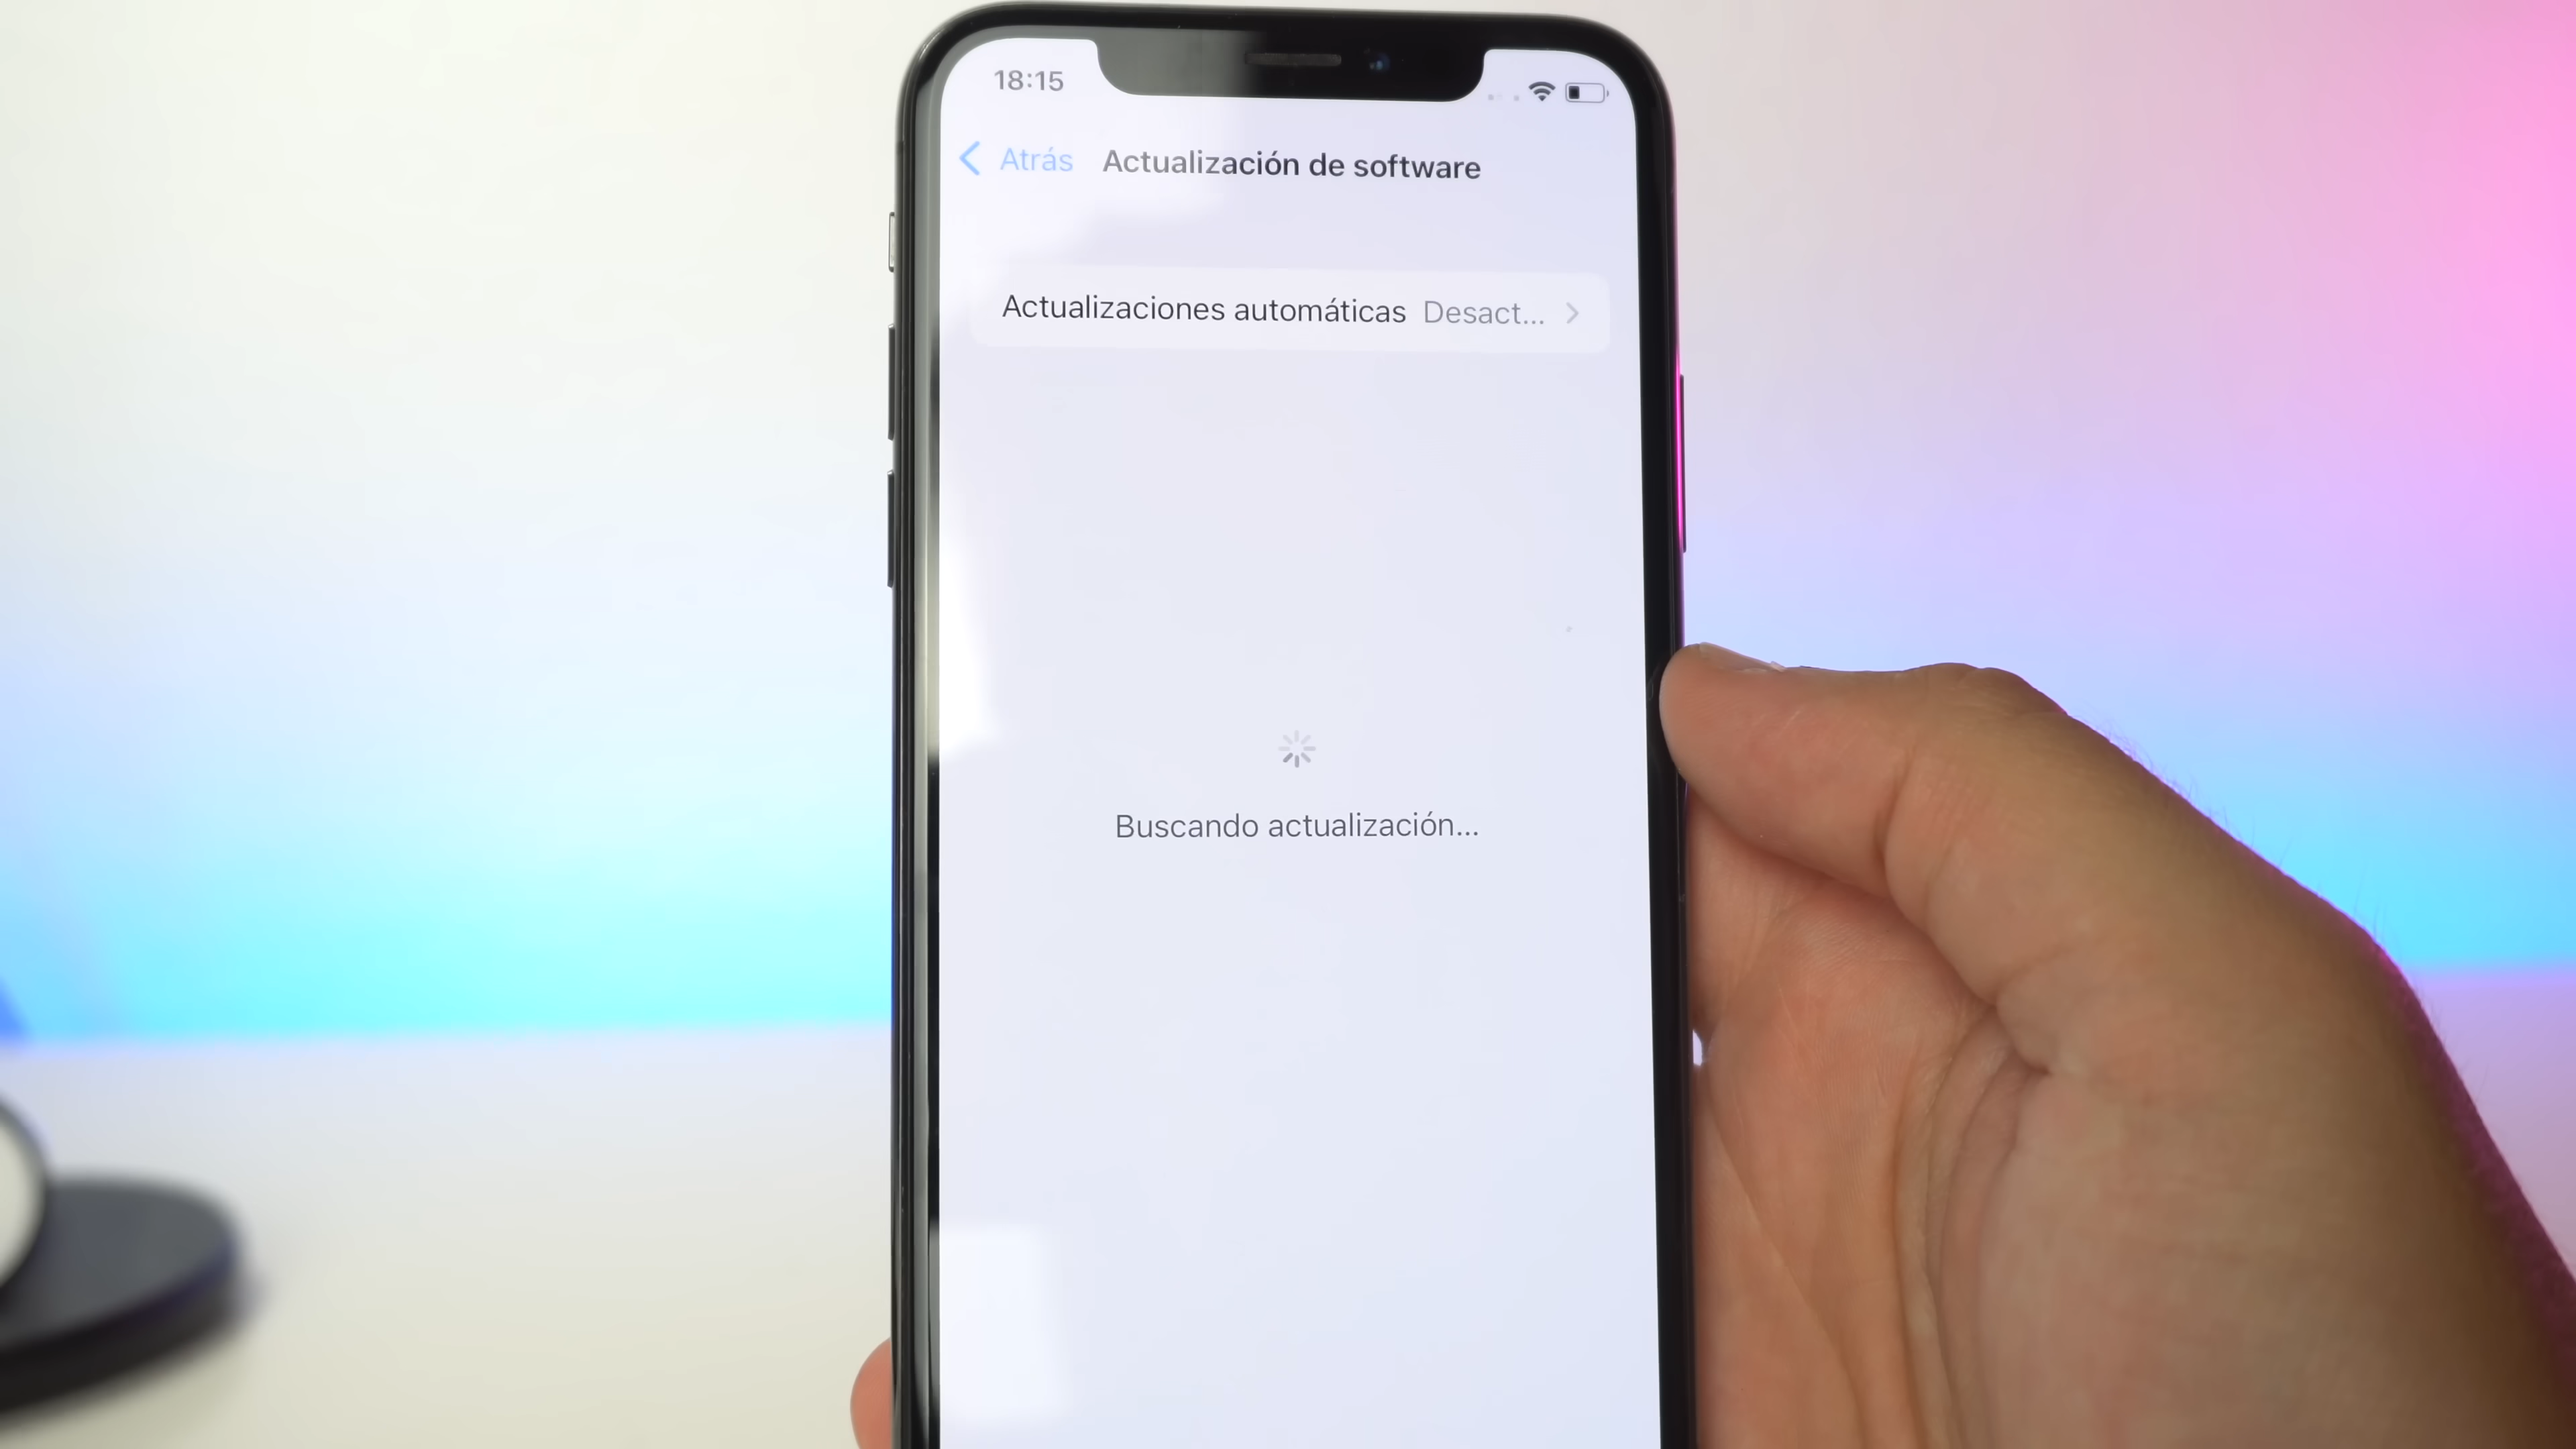 18:15
Atrás Actualización de software
Actualizaciones automáticas Desact...
Buscando actualización...